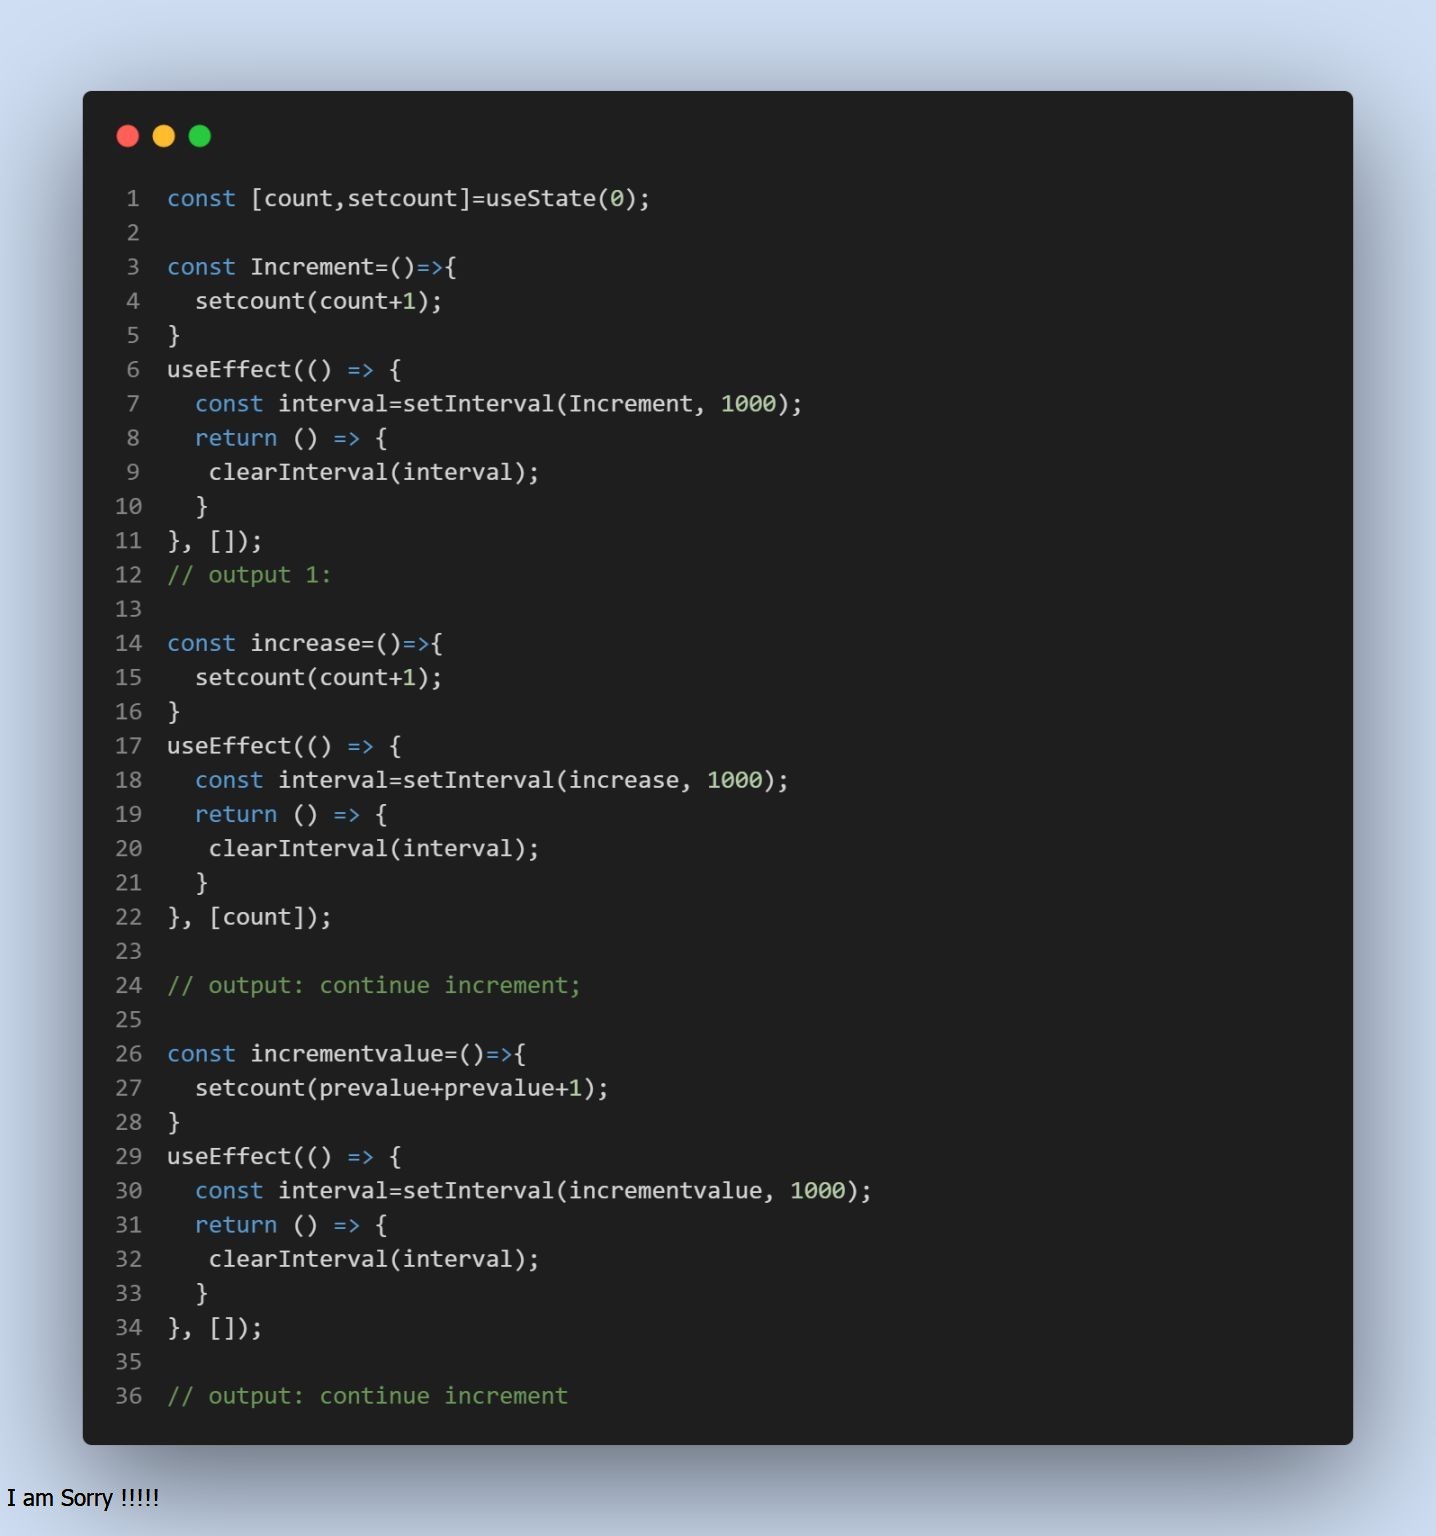 1 const [count,setcount]=useState(0);
2
3 const Increment=()=>{
4   setcount(count+1);
5 }
6 useEffect(() => {
7   const interval=setInterval(Increment, 1000);
8   return () => {
9    clearInterval(interval);
10   }
11 }, []);
12 // output 1:
13
14 const increase=()=>{
15   setcount(count+1);
16 }
17 useEffect(() => {
18   const interval=setInterval(increase, 1000);
19   return () => {
20    clearInterval(interval);
21   }
22 }, [count]);
23
24 // output: continue increment;
25
26 const incrementvalue=()=>{
27   setcount(prevalue+prevalue+1);
28 }
29 useEffect(() => {
30   const interval=setInterval(incrementvalue, 1000);
31   return () => {
32    clearInterval(interval);
33   }
34 }, []);
35
36 // output: continue increment
I am Sorry !!!!!